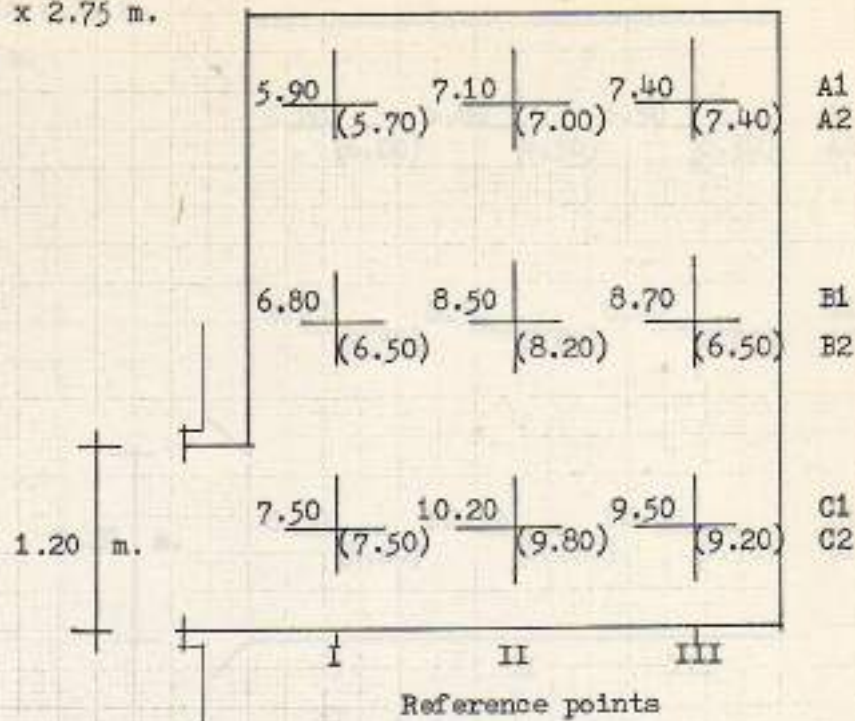 x 2.75 m.
5.90 7.10 7.40 A1
(5.70) (7.00) (7.40) A2
6.80 8.50 8.70 B1
(6.50) (8.20) (6.50) B2
7.50 10.20 9.50 C1
1.20 m. (7.50) (9.80) (9.20) C2
I II III
Reference points